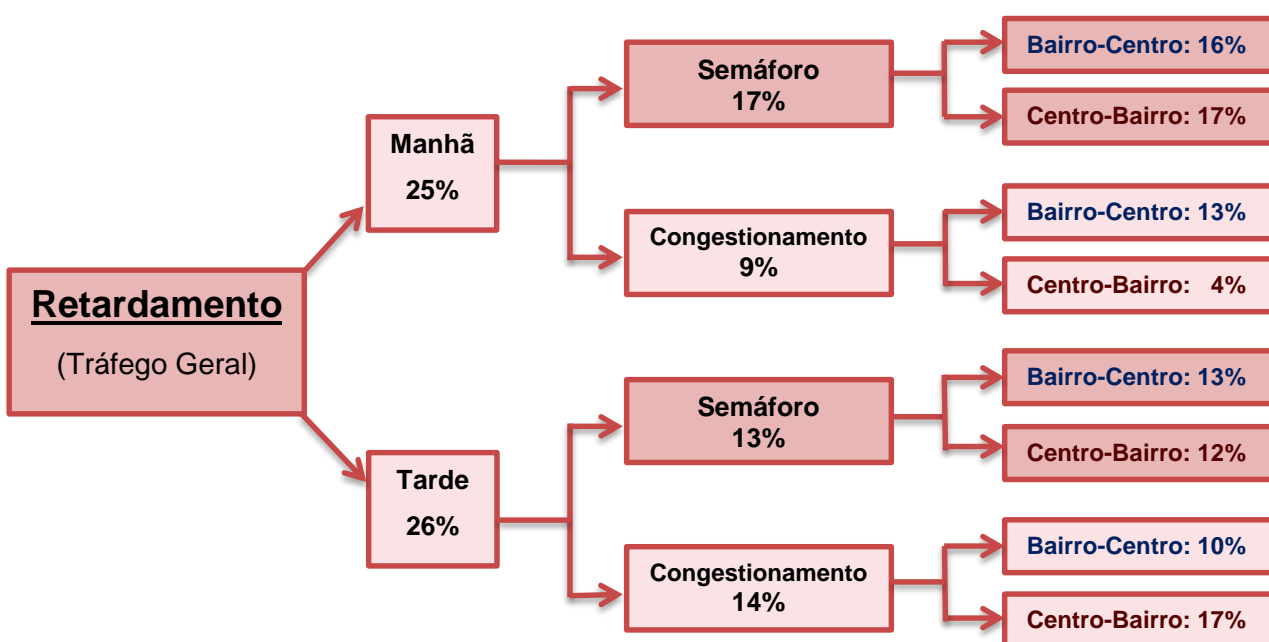 Retardamento
(Tráfego Geral)
Manhã
25%
Semáforo
17%
Bairro-Centro: 16%
Centro-Bairro: 17%
Congestionamento
9%
Bairro-Centro: 13%
Centro-Bairro: 4%
Tarde
26%
Semáforo
13%
Bairro-Centro: 13%
Centro-Bairro: 12%
Congestionamento
14%
Bairro-Centro: 10%
Centro-Bairro: 17%